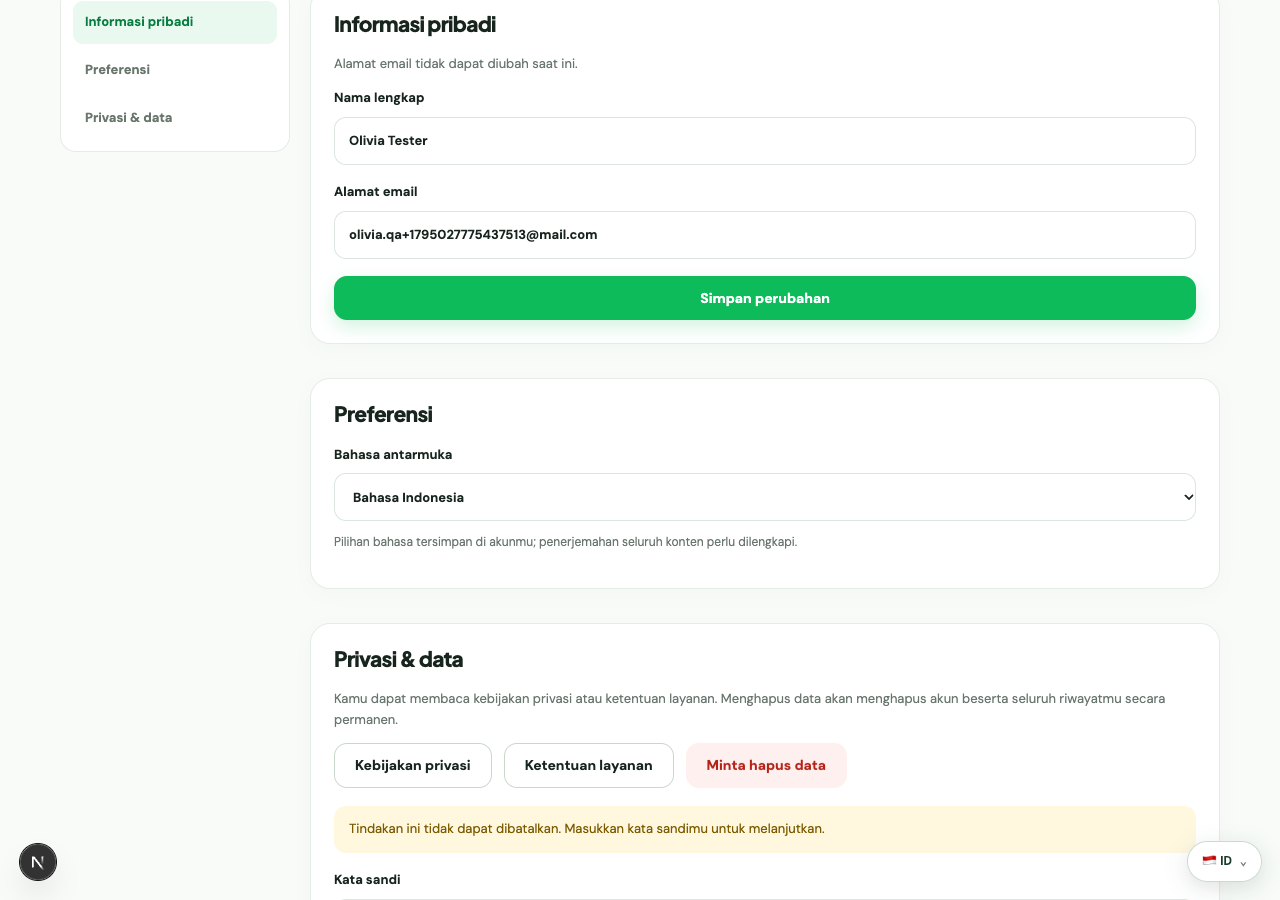 Informasi pribadi
Preferensi
Privasi & data
Informasi pribadi
Alamat email tidak dapat diubah saat ini.
Nama lengkap
Olivia Tester
Alamat email
olivia.qa+1795027775437513@mail.com
Simpan perubahan
Preferensi
Bahasa antarmuka
Bahasa Indonesia
Pilihan bahasa tersimpan di akunmu; penerjemahan seluruh konten perlu dilengkapi.
Privasi & data
Kamu dapat membaca kebijakan privasi atau ketentuan layanan. Menghapus data akan menghapus akun beserta seluruh riwayatmu secara
permanen.
Kebijakan privasi
Ketentuan layanan
Minta hapus data
Tindakan ini tidak dapat dibatalkan. Masukkan kata sandimu untuk melanjutkan.
Kata sandi
N
ID